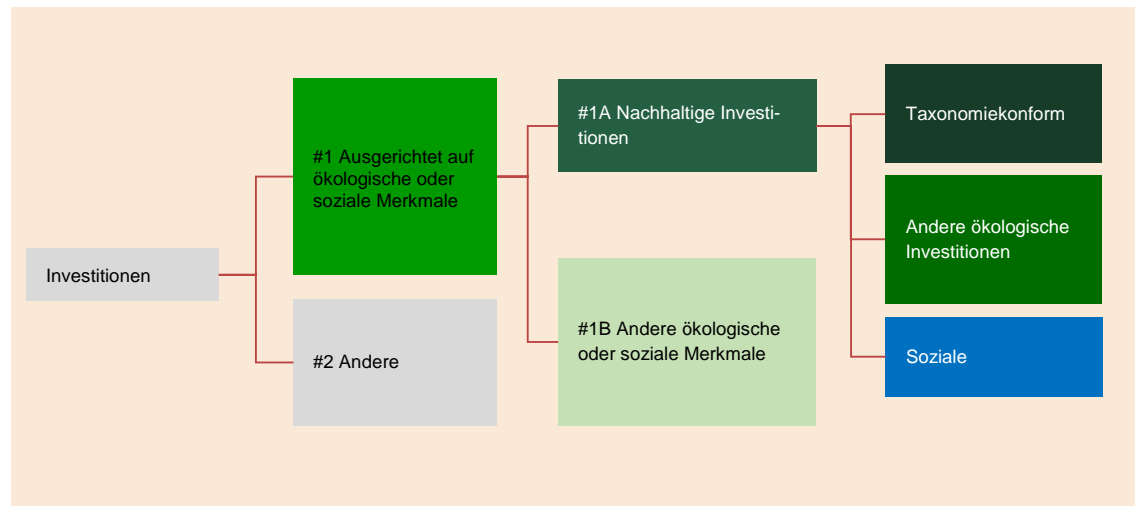 Investitionen
#1 Ausgerichtet auf
ökologische oder
soziale Merkmale
#2 Andere
#1A Nachhaltige Investi-
tionen
#1B Andere ökologische
oder soziale Merkmale
Taxonomiekonform
Andere ökologische
Investitionen
Soziale